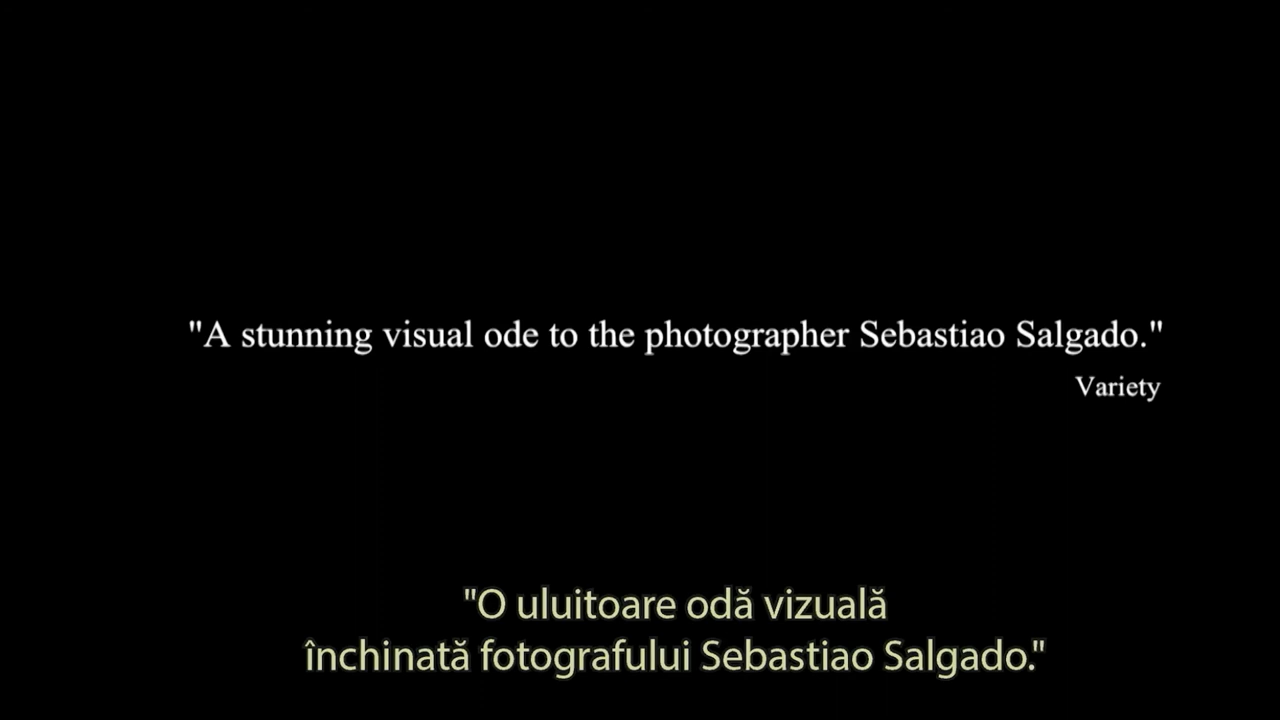 "A stunning visual ode to the photographer Sebastiao Salgado."
Variety
"O uluitoare odă vizuală
închinată fotografului Sebastiao Salgado."